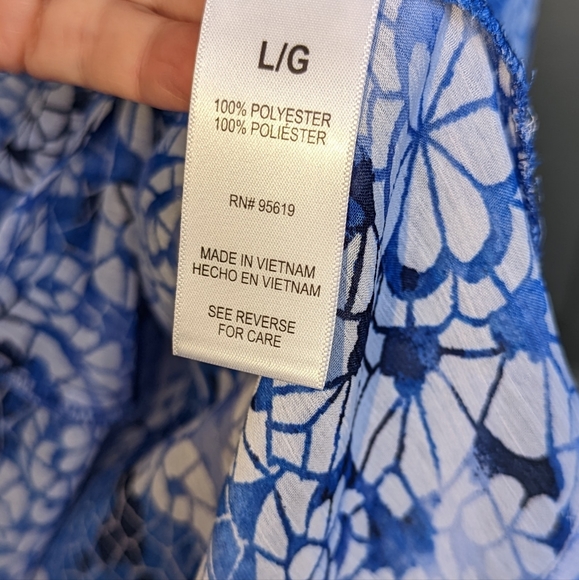 L/G
100% POLYESTER
100% POLIÉSTER
RN# 95619
MADE IN VIETNAM
HECHO EN VIETNAM
SEE REVERSE
FOR CARE